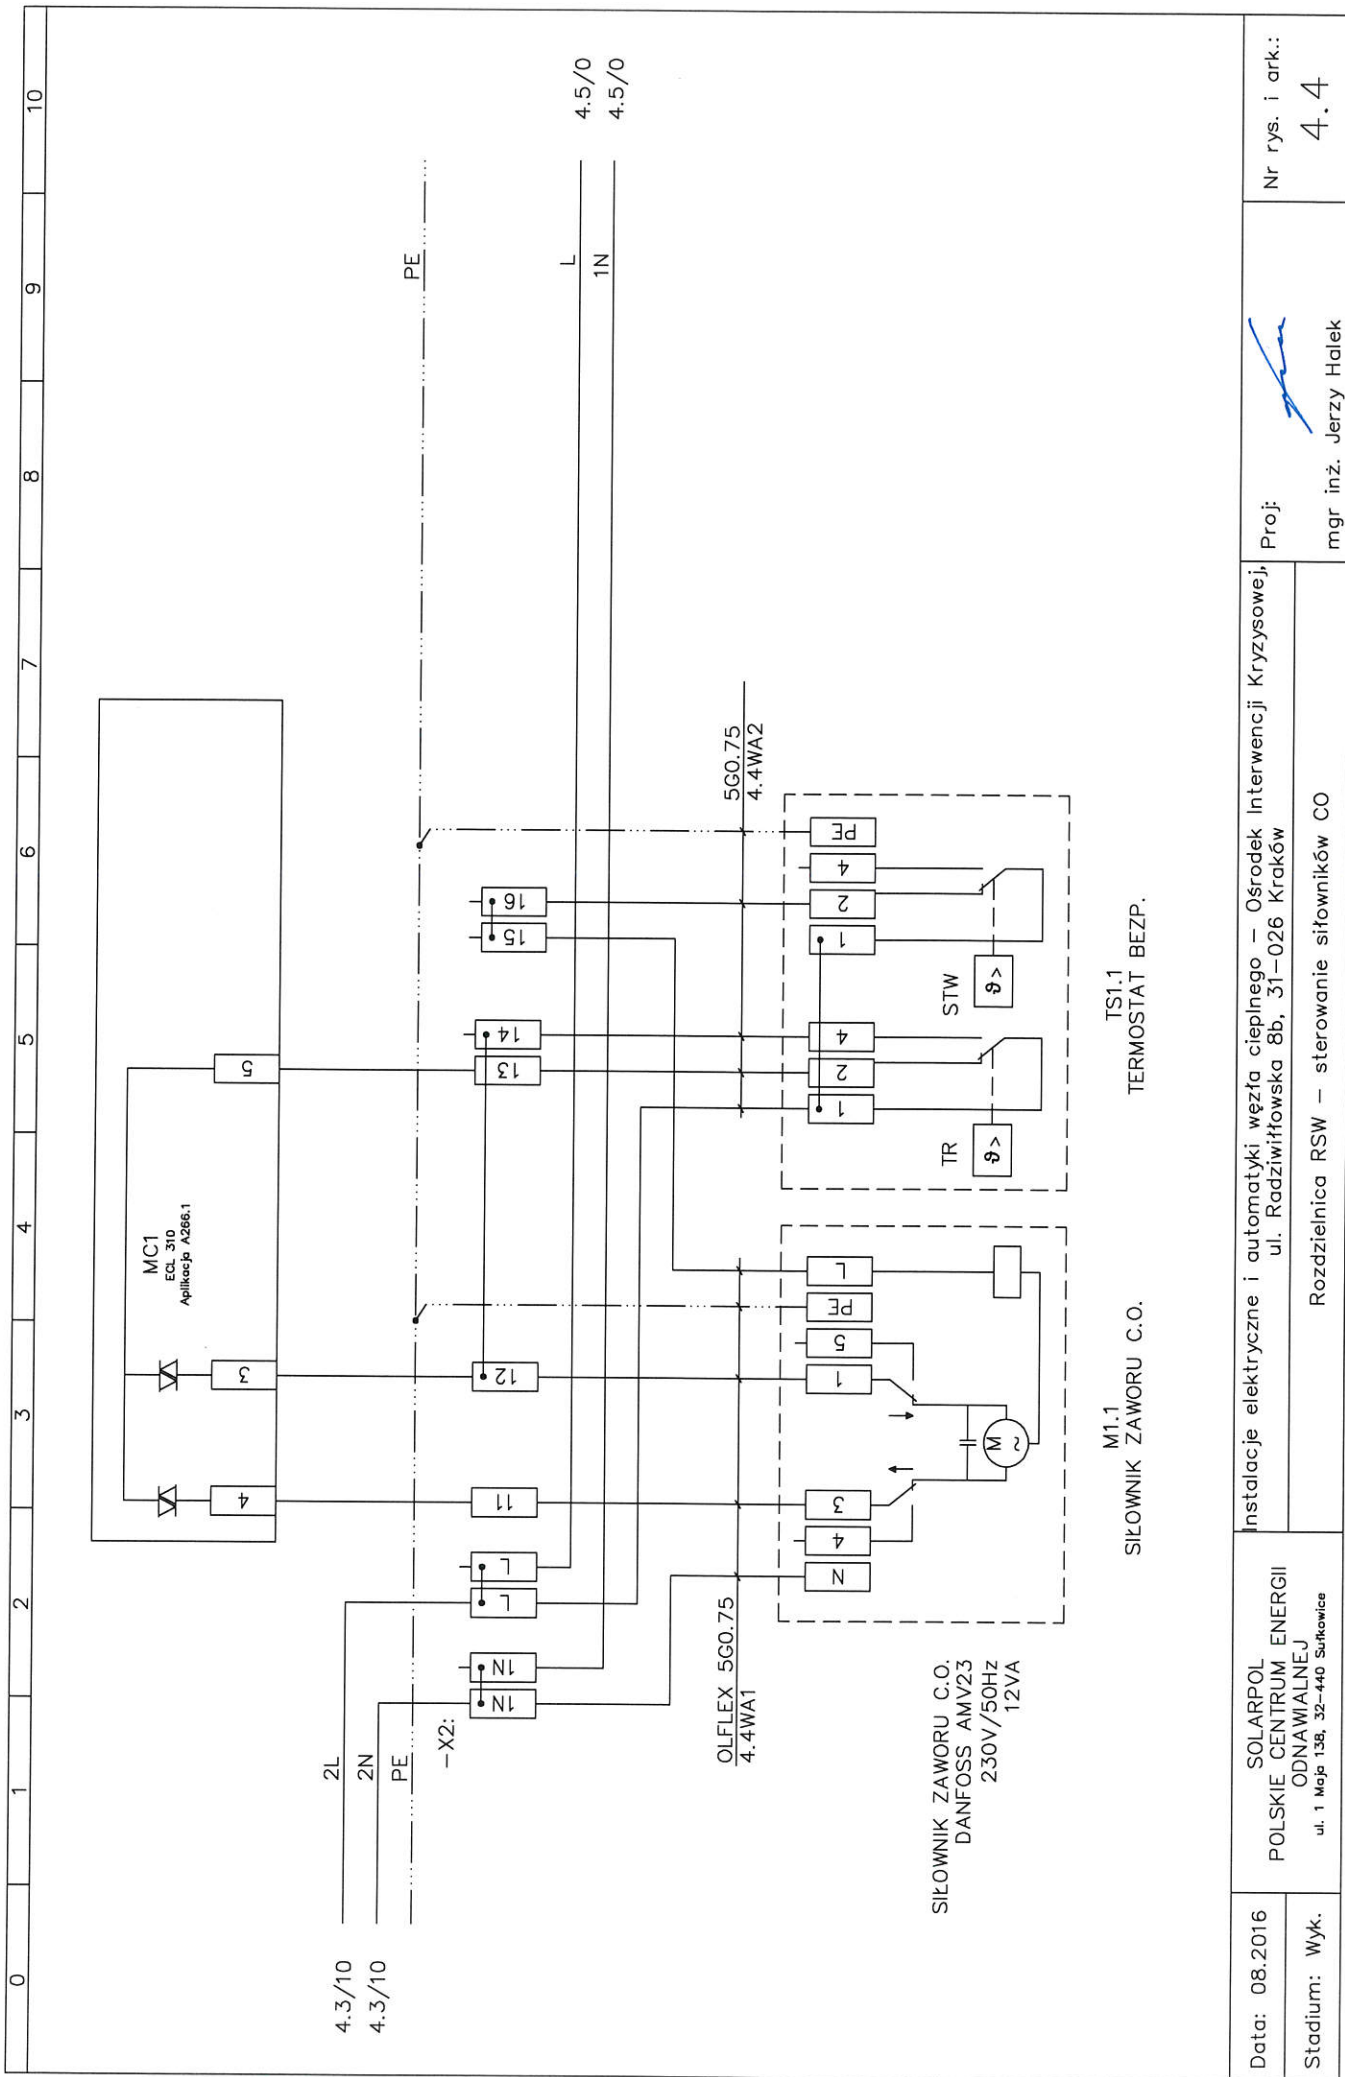 0 1 2 3 4 5 6 7 8 9 10
MC1
ECL 310
Aplikacja A266.1
4 3 5
4.3/10 2L
4.3/10 2N
PE PE
-X2:
1N 1N L L 11 12 13 14 15 16
L 4.5/0
1N 4.5/0
OLFLEX 5G0.75
4.4WA1
5G0.75
4.4WA2
N 4 3 1 5 PE L
1 2 4 1 2 4 PE
M
~
TR STW
ϑ> ϑ>
SIŁOWNIK ZAWORU C.O.
DANFOSS AMV23
230V/50Hz
12VA
M1.1
SIŁOWNIK ZAWORU C.O.
TS1.1
TERMOSTAT BEZP.
Data: 08.2016
Stadium: Wyk.
SOLARPOL
POLSKIE CENTRUM ENERGII
ODNAWIALNEJ
ul. 1 Maja 138, 32-440 Sułkowice
Instalacje elektryczne i automatyki węzła cieplnego – Ośrodek Interwencji Kryzysowej,
ul. Radziwiłłowska 8b, 31-026 Kraków
Rozdzielnica RSW – sterowanie siłowników CO
Proj:
mgr inż. Jerzy Halek
Nr rys. i ark.:
4.4